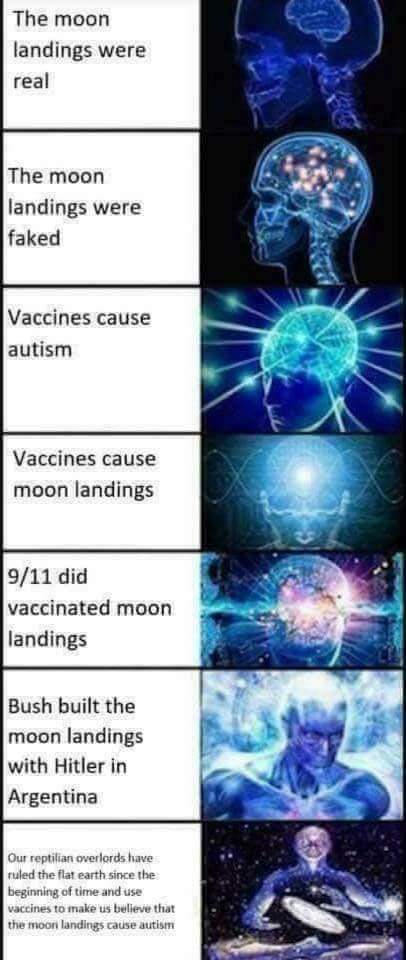 The moon
landings were
real
The moon
landings were
faked
Vaccines cause
autism
Vaccines cause
moon landings
9/11 did
vaccinated moon
landings
Bush built the
moon landings
with Hitler in
Argentina
Our reptilian overlords have
ruled the flat earth since the
beginning of time and use
vaccines to make us believe that
the moon landings cause autism